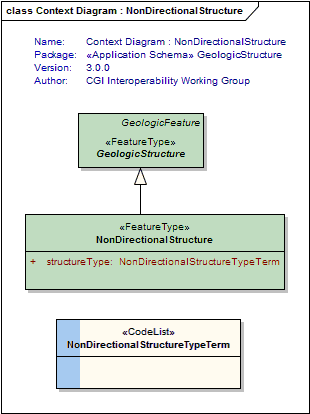 class Context Diagram : NonDirectionalStructure
Name: Context Diagram : NonDirectionalStructure
Package: «Application Schema» GeologicStructure
Version: 3.0.0
Author: CGI Interoperability Working Group
GeologicFeature
«FeatureType»
GeologicStructure
«FeatureType»
NonDirectionalStructure
+ structureType: NonDirectionalStructureTypeTerm
«CodeList»
NonDirectionalStructureTypeTerm